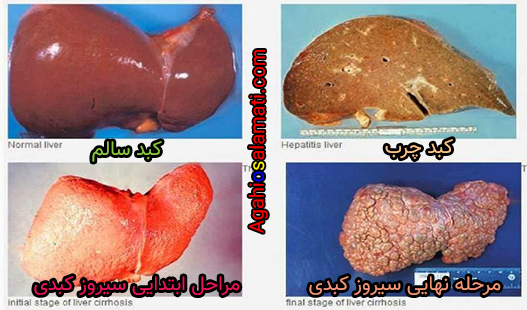 Normal liver
کبد سالم
Hepatitis liver
کبد چرب
Agahiosalamati.com
initial stage of liver cirrhosis
مراحل ابتدایی سیروز کبدی
final stage of liver cirrhosis
مرحله نهایی سیروز کبدی